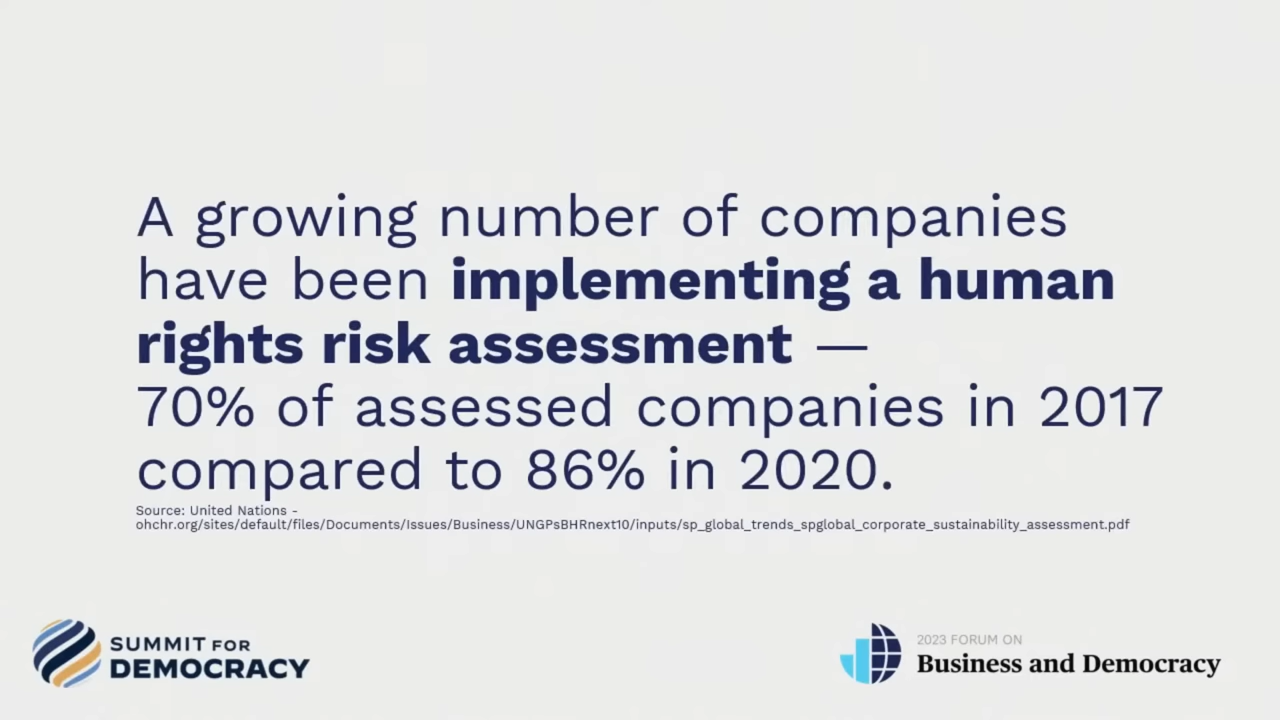 A growing number of companies
have been implementing a human
rights risk assessment —
70% of assessed companies in 2017
compared to 86% in 2020.
Source: United Nations -
ohchr.org/sites/default/files/Documents/Issues/Business/UNGPsBHRnext10/inputs/sp_global_trends_spglobal_corporate_sustainability_assessment.pdf
SUMMIT FOR
DEMOCRACY
2023 FORUM ON
Business and Democracy